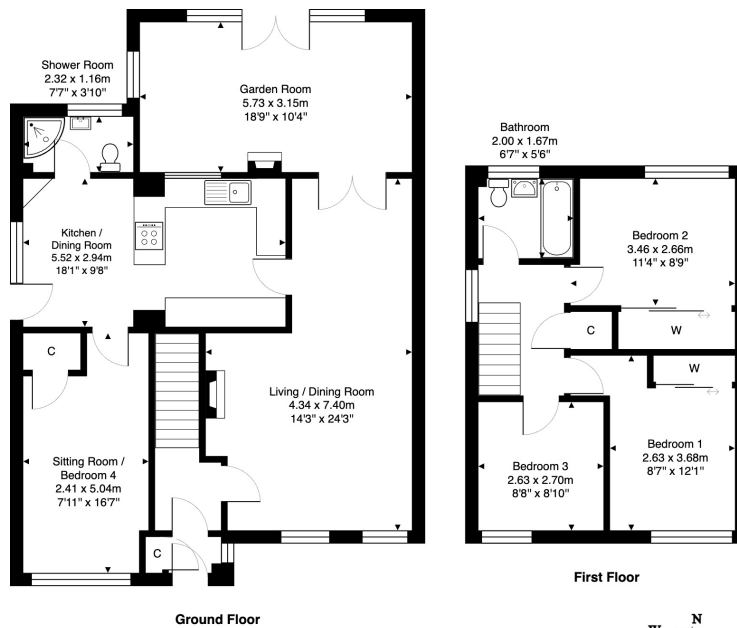 Shower Room
2.32 x 1.16m
7'7" x 3'10"
Garden Room
5.73 x 3.15m
18'9" x 10'4"
Kitchen /
Dining Room
5.52 x 2.94m
18'1" x 9'8"
C
Living / Dining Room
4.34 x 7.40m
14'3" x 24'3"
Sitting Room /
Bedroom 4
2.41 x 5.04m
7'11" x 16'7"
C
Ground Floor
Bathroom
2.00 x 1.67m
6'7" x 5'6"
Bedroom 2
3.46 x 2.66m
11'4" x 8'9"
C
W
W
Bedroom 1
2.63 x 3.68m
8'7" x 12'1"
Bedroom 3
2.63 x 2.70m
8'8" x 8'10"
First Floor
N
W